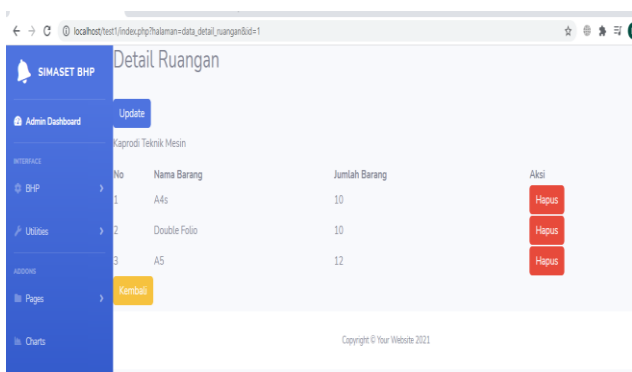 localhost/test1/index.php?halaman=data_detail_ruangan&id=1
SIMASET BHP
Admin Dashboard
INTERFACE
BHP
Utilities
ADDONS
Pages
Charts
Detail Ruangan
Update
Kaprodi Teknik Mesin
No Nama Barang Jumlah Barang Aksi
1 A4s 10 Hapus
2 Double Folio 10 Hapus
3 A5 12 Hapus
Kembali
Copyright © Your Website 2021